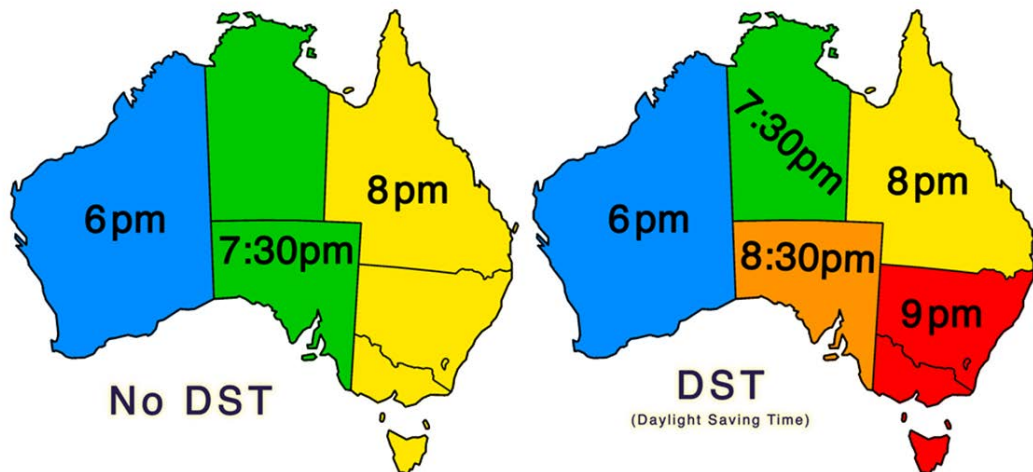 6pm
8pm
7:30pm
No DST
7:30pm
6pm
8pm
8:30pm
9pm
DST
(Daylight Saving Time)